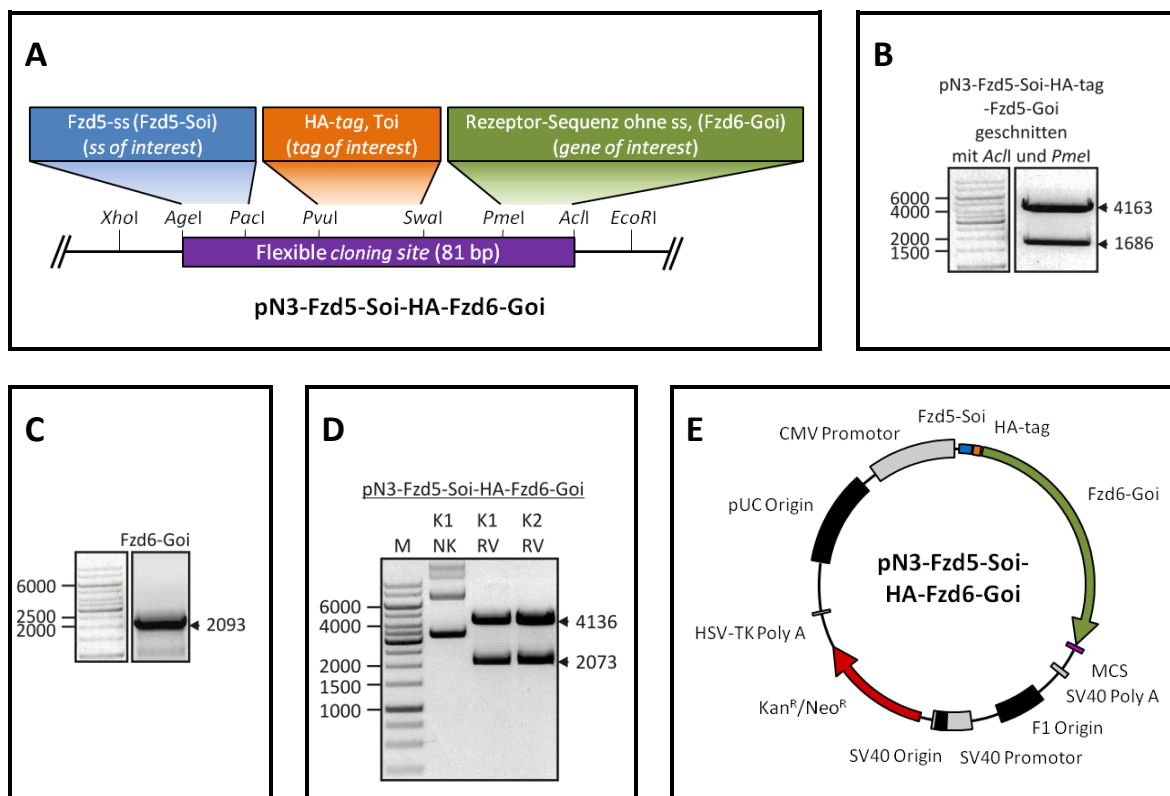 A
Fzd5-ss (Fzd5-Soi)
(ss of interest)
HA-tag, Toi
(tag of interest)
Rezeptor-Sequenz ohne ss, (Fzd6-Goi)
(gene of interest)
XhoI AgeI PacI PvuI SwaI PmeI AclI EcoRI
Flexible cloning site (81 bp)
pN3-Fzd5-Soi-HA-Fzd6-Goi
B
pN3-Fzd5-Soi-HA-tag
-Fzd5-Goi
geschnitten
mit AclI und PmeI
6000
4000
2000
1500
4163
1686
C
Fzd6-Goi
6000
2500
2000
2093
D
pN3-Fzd5-Soi-HA-Fzd6-Goi
K1 K1 K2
M NK RV RV
6000
4000
2000
1500
1000
4136
2073
E
Fzd5-Soi
HA-tag
CMV Promotor
Fzd6-Goi
pUC Origin
pN3-Fzd5-Soi-
HA-Fzd6-Goi
HSV-TK Poly A
MCS
SV40 Poly A
KanR/NeoR
F1 Origin
SV40 Origin
SV40 Promotor